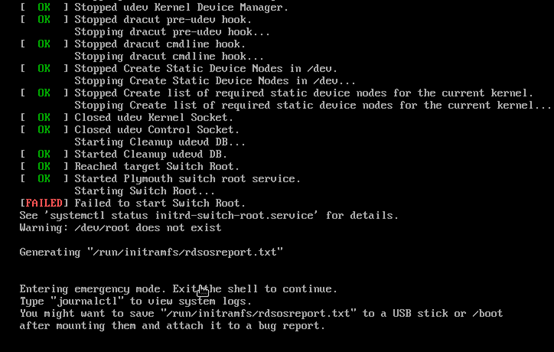 [  OK  ] Stopped udev Kernel Device Manager.
[  OK  ] Stopped dracut pre-udev hook.
Stopping dracut pre-udev hook...
[  OK  ] Stopped dracut cmdline hook.
Stopping dracut cmdline hook...
[  OK  ] Stopped Create Static Device Nodes in /dev.
Stopping Create Static Device Nodes in /dev...
[  OK  ] Stopped Create list of required static device nodes for the current kernel.
Stopping Create list of required static device nodes for the current kernel...
[  OK  ] Closed udev Kernel Socket.
[  OK  ] Closed udev Control Socket.
Starting Cleanup udevd DB...
[  OK  ] Started Cleanup udevd DB.
[  OK  ] Reached target Switch Root.
[  OK  ] Started Plymouth switch root service.
Starting Switch Root...
[FAILED] Failed to start Switch Root.
See 'systemctl status initrd-switch-root.service' for details.
Warning: /dev/root does not exist
Generating "/run/initramfs/rdsosreport.txt"
Entering emergency mode. Exit the shell to continue.
Type "journalctl" to view system logs.
You might want to save "/run/initramfs/rdsosreport.txt" to a USB stick or /boot
after mounting them and attach it to a bug report.